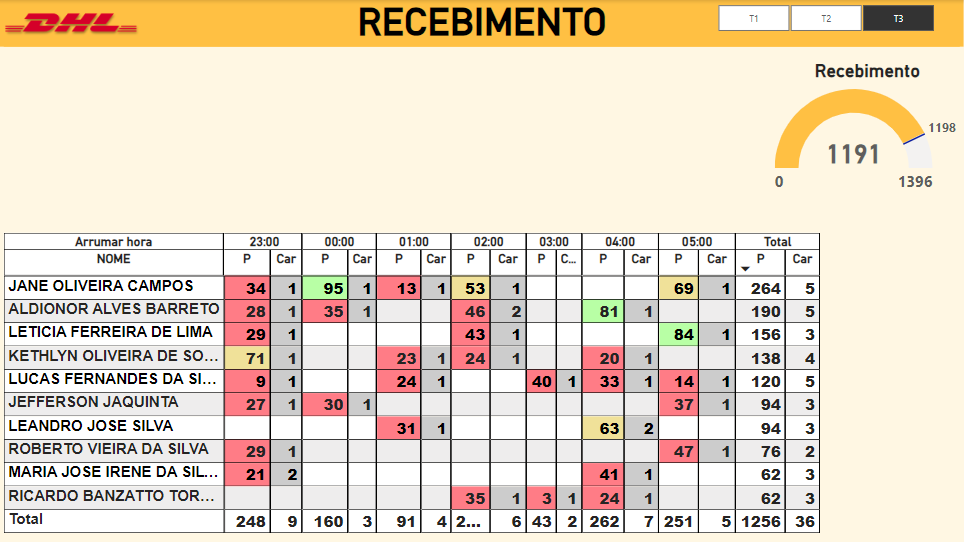 DHL RECEBIMENTO T1 T2 T3
Recebimento
1198
1191
0 1396
Arrumar hora 23:00 00:00 01:00 02:00 03:00 04:00 05:00 Total
NOME P Car P Car P Car P Car P C... P Car P Car P Car
JANE OLIVEIRA CAMPOS 34 1 95 1 13 1 53 1 69 1 264 5
ALDIONOR ALVES BARRETO 28 1 35 1 46 2 81 1 190 5
LETICIA FERREIRA DE LIMA 29 1 43 1 84 1 156 3
KETHLYN OLIVEIRA DE SO... 71 1 23 1 24 1 20 1 138 4
LUCAS FERNANDES DA SI... 9 1 24 1 40 1 33 1 14 1 120 5
JEFFERSON JAQUINTA 27 1 30 1 37 1 94 3
LEANDRO JOSE SILVA 31 1 63 2 94 3
ROBERTO VIEIRA DA SILVA 29 1 47 1 76 2
MARIA JOSE IRENE DA SIL... 21 2 41 1 62 3
RICARDO BANZATTO TOR... 35 1 3 1 24 1 62 3
Total 248 9 160 3 91 4 2... 6 43 2 262 7 251 5 1256 36